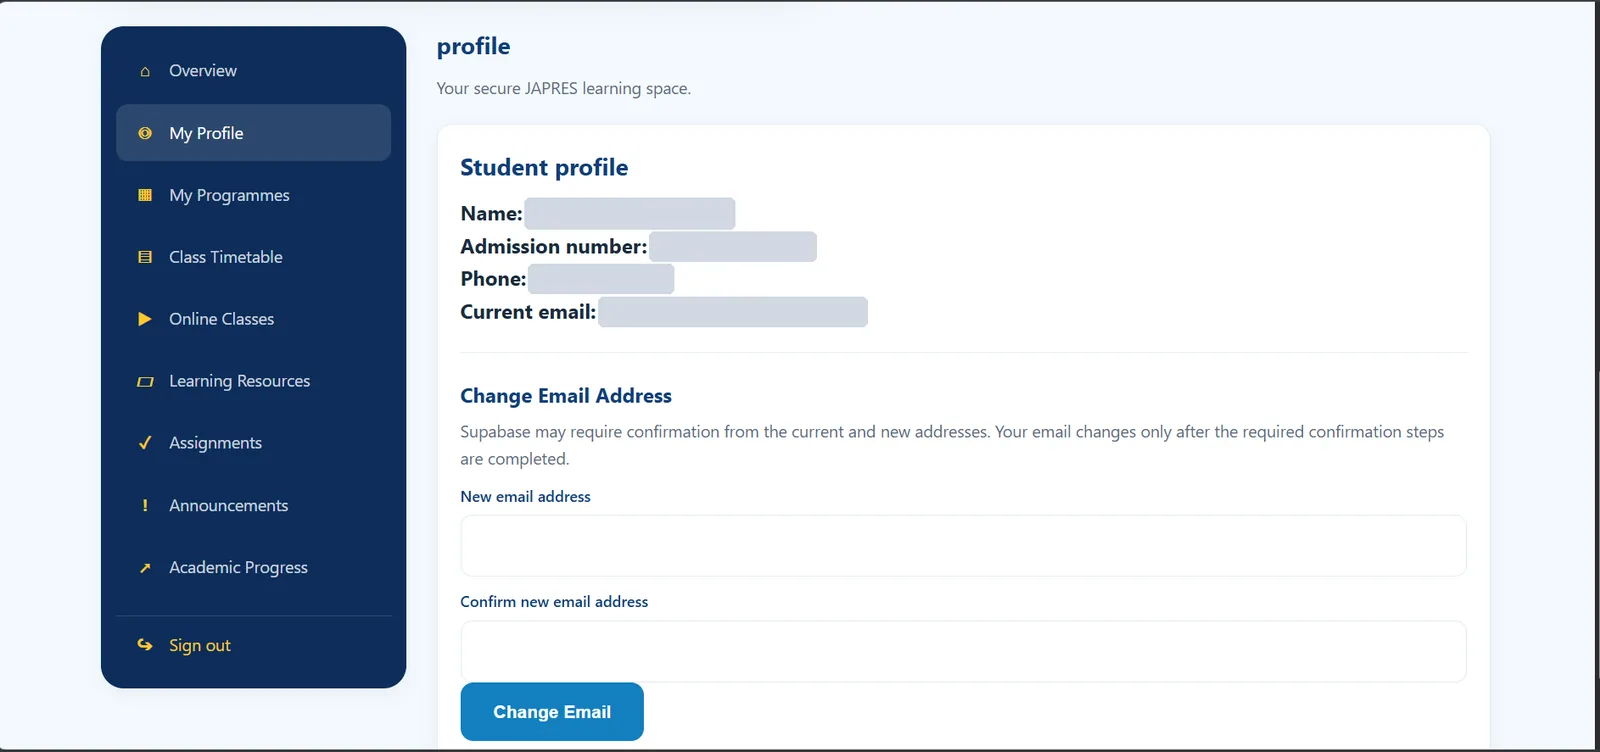 Overview
My Profile
My Programmes
Class Timetable
Online Classes
Learning Resources
Assignments
Announcements
Academic Progress
Sign out
profile
Your secure JAPRES learning space.
Student profile
Name:
Admission number:
Phone:
Current email:
Change Email Address
Supabase may require confirmation from the current and new addresses. Your email changes only after the required confirmation steps
are completed.
New email address
Confirm new email address
Change Email